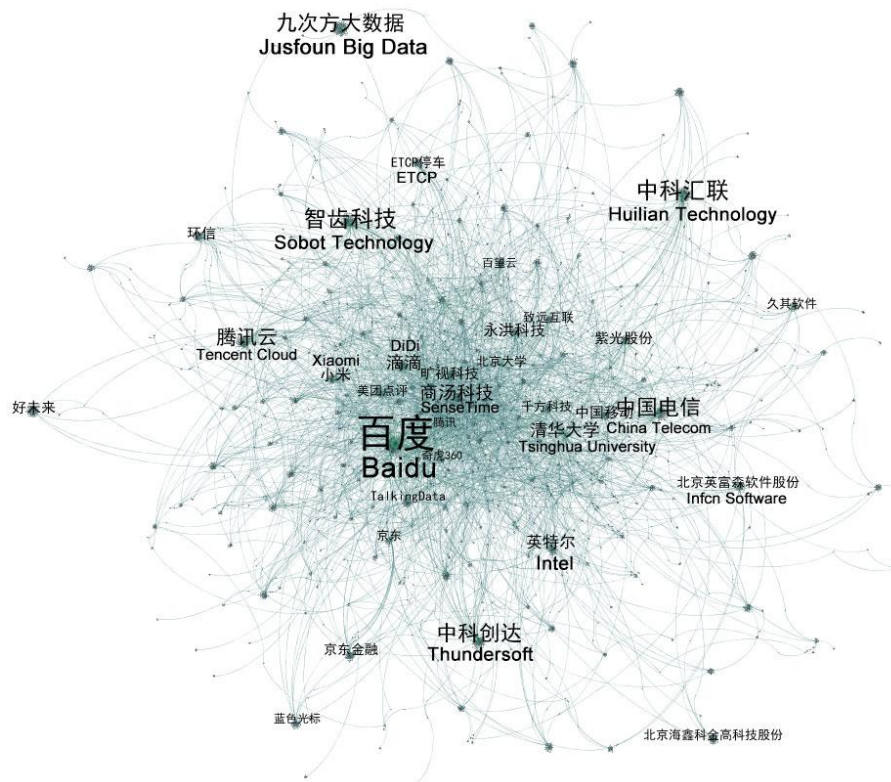 九次方大数据
Jusfoun Big Data
ETCP停车
ETCP
中科汇联
Huilian Technology
智齿科技
Sobot Technology
环信
百望云
久其软件
致远互联
永洪科技
紫光股份
腾讯云
Tencent Cloud
DiDi
滴滴
Xiaomi
小米
北京大学
旷视科技
美团点评
商汤科技
SenseTime
好未来
千方科技
中国移动
中国电信
China Telecom
腾讯
百度
Baidu
清华大学
Tsinghua University
奇虎360
TalkingData
北京英富森软件股份
Infcn Software
京东
英特尔
Intel
中科创达
Thundersoft
京东金融
蓝色光标
北京海鑫科金高科技股份